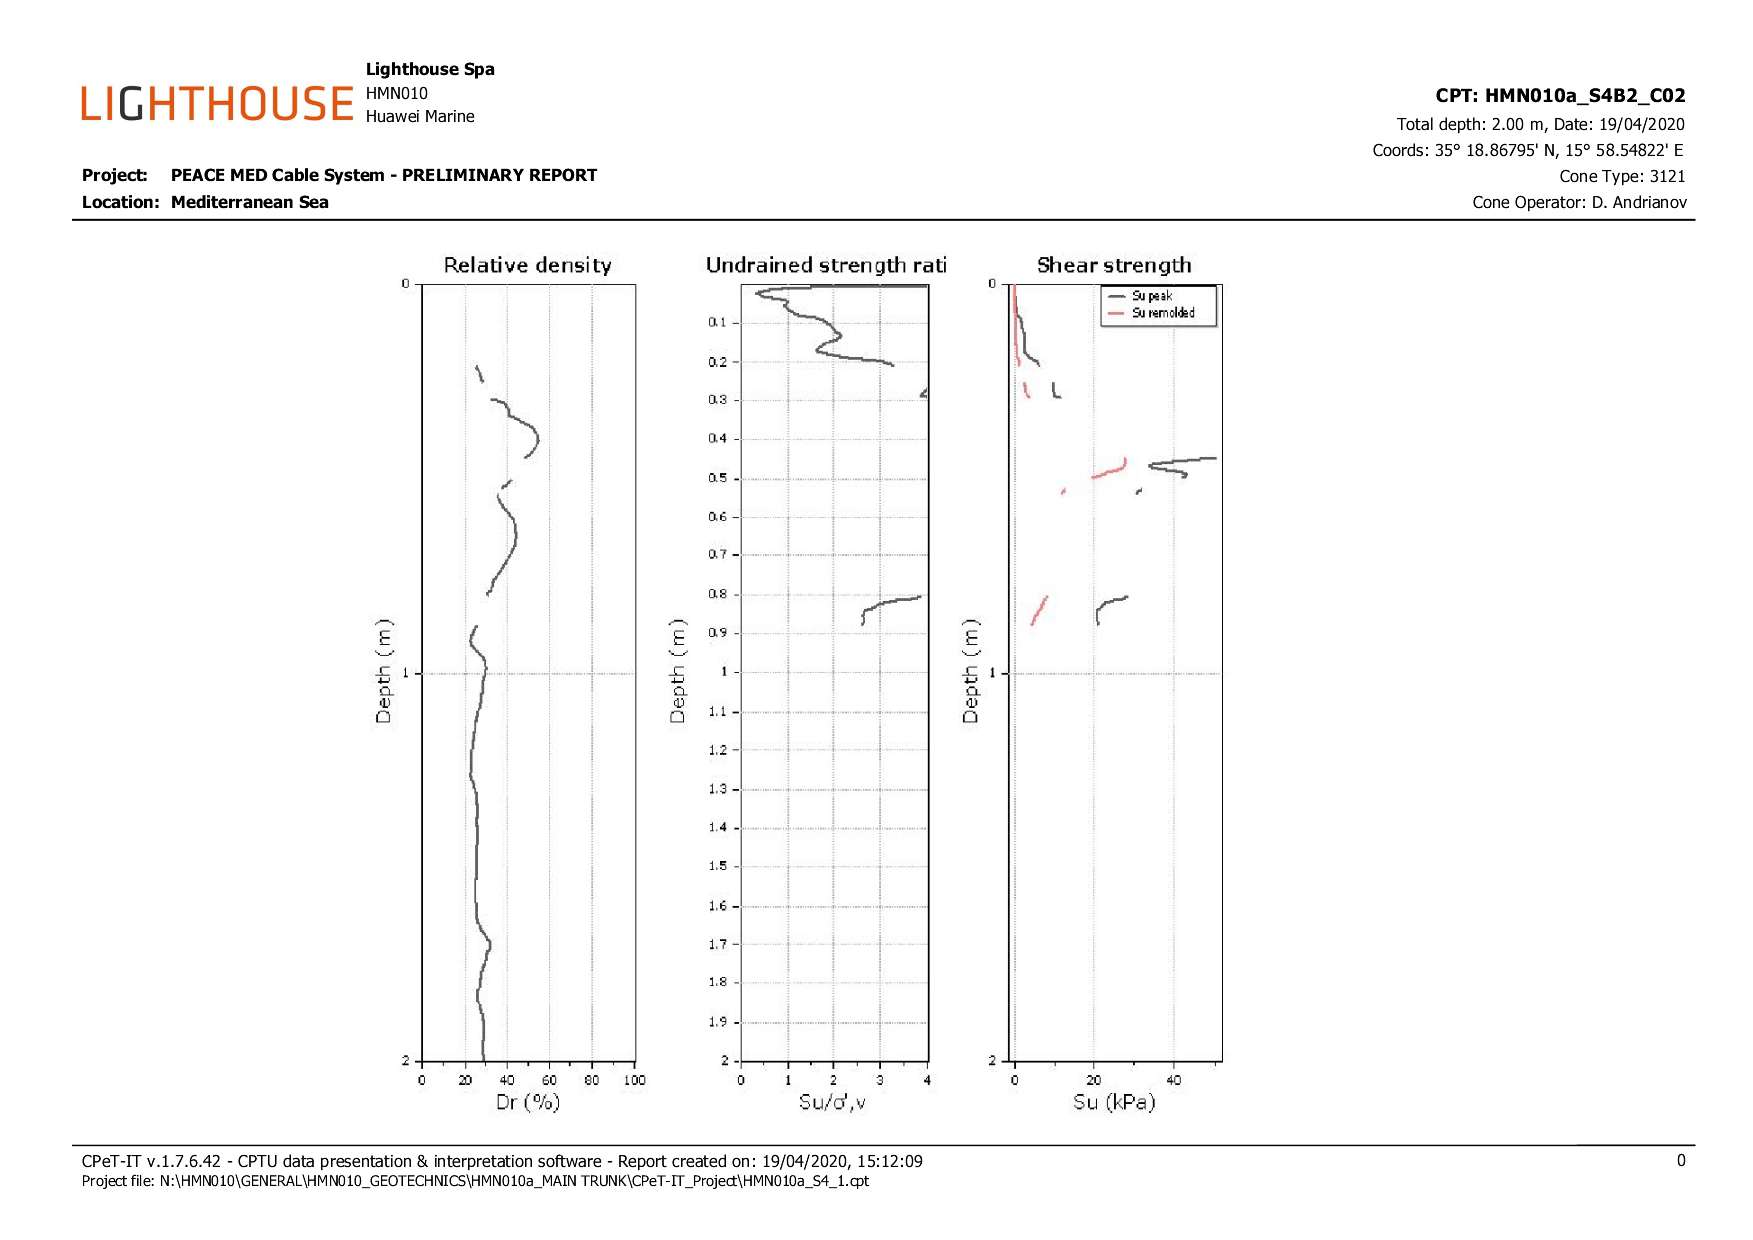 Lighthouse Spa
LIGHTHOUSE
HMN010
Huawei Marine
CPT: HMN010a_S4B2_C02
Total depth: 2.00 m, Date: 19/04/2020
Coords: 35° 18.86795' N, 15° 58.54822' E
Cone Type: 3121
Cone Operator: D. Andrianov
Project: PEACE MED Cable System - PRELIMINARY REPORT
Location: Mediterranean Sea
Relative density
0
1
2
Depth (m)
0 20 40 60 80 100
Dr (%)
Undrained strength rati
0.1
0.2
0.3
0.4
0.5
0.6
0.7
0.8
0.9
1
1.1
1.2
1.3
1.4
1.5
1.6
1.7
1.8
1.9
2
Depth (m)
0 1 2 3 4
Su/σ',v
Shear strength
Su peak
Su remolded
0
1
2
Depth (m)
0 20 40
Su (kPa)
CPeT-IT v.1.7.6.42 - CPTU data presentation & interpretation software - Report created on: 19/04/2020, 15:12:09
0
Project file: N:\HMN010\GENERAL\HMN010_GEOTECHNICS\HMN010a_MAIN TRUNK\CPeT-IT_Project\HMN010a_S4_1.cpt